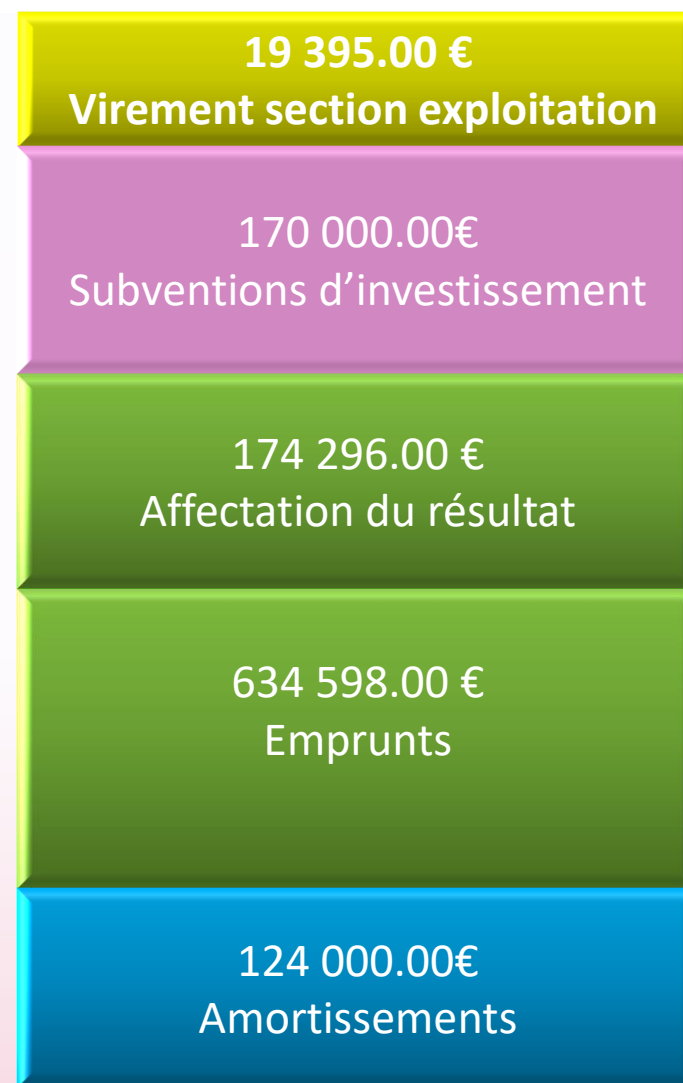 19 395.00 €
Virement section exploitation
170 000.00€
Subventions d’investissement
174 296.00 €
Affectation du résultat
634 598.00 €
Emprunts
124 000.00€
Amortissements